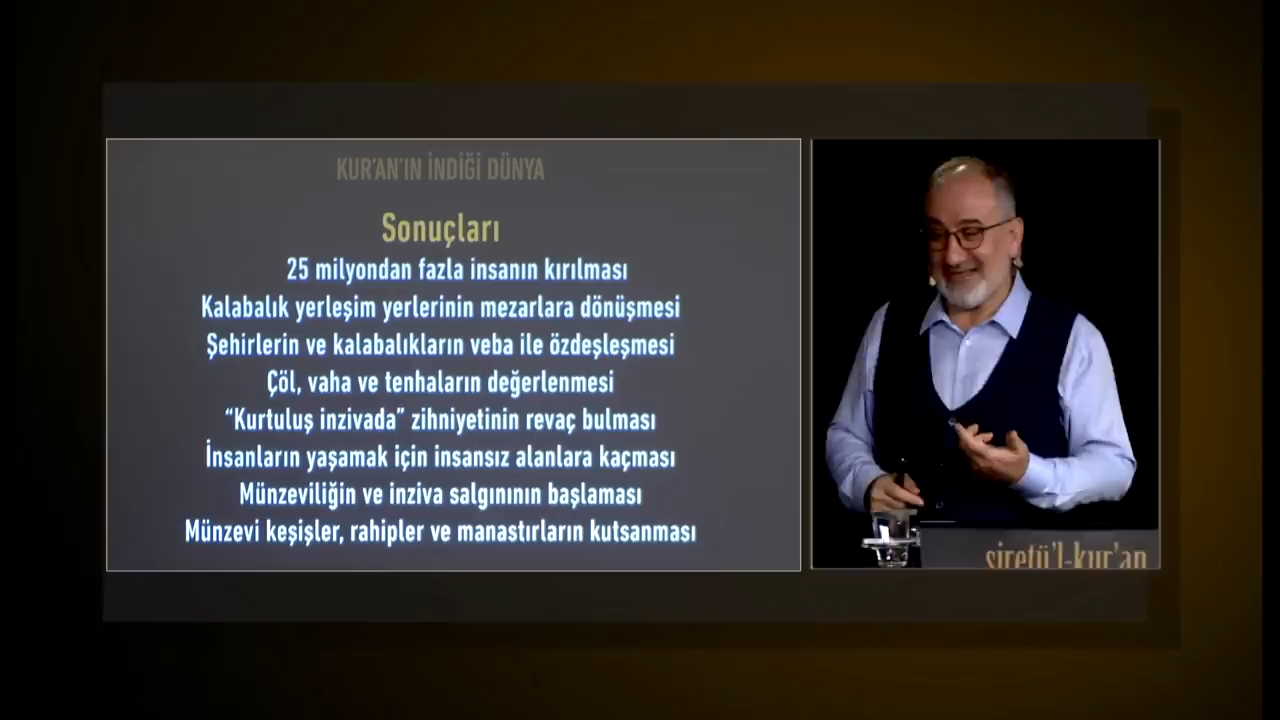 KUR’AN’IN İNDİĞİ DÜNYA
Sonuçları
25 milyondan fazla insanın kırılması
Kalabalık yerleşim yerlerinin mezarlara dönüşmesi
Şehirlerin ve kalabalıkların veba ile özdeşleşmesi
Çöl, vaha ve tenhaların değerlenmesi
“Kurtuluş inzivada” zihniyetinin revaç bulması
İnsanların yaşamak için insansız alanlara kaçması
Münzeviliğin ve inziva salgınının başlaması
Münzevi keşişler, rahipler ve manastırların kutsanması
siretü’l-kur’an